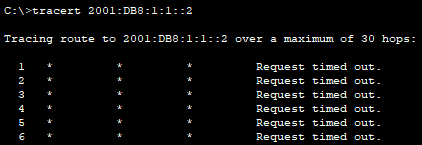 C:\>tracert 2001:DB8:1:1::2
Tracing route to 2001:DB8:1:1::2 over a maximum of 30 hops:
1 * * * Request timed out.
2 * * * Request timed out.
3 * * * Request timed out.
4 * * * Request timed out.
5 * * * Request timed out.
6 * * * Request timed out.